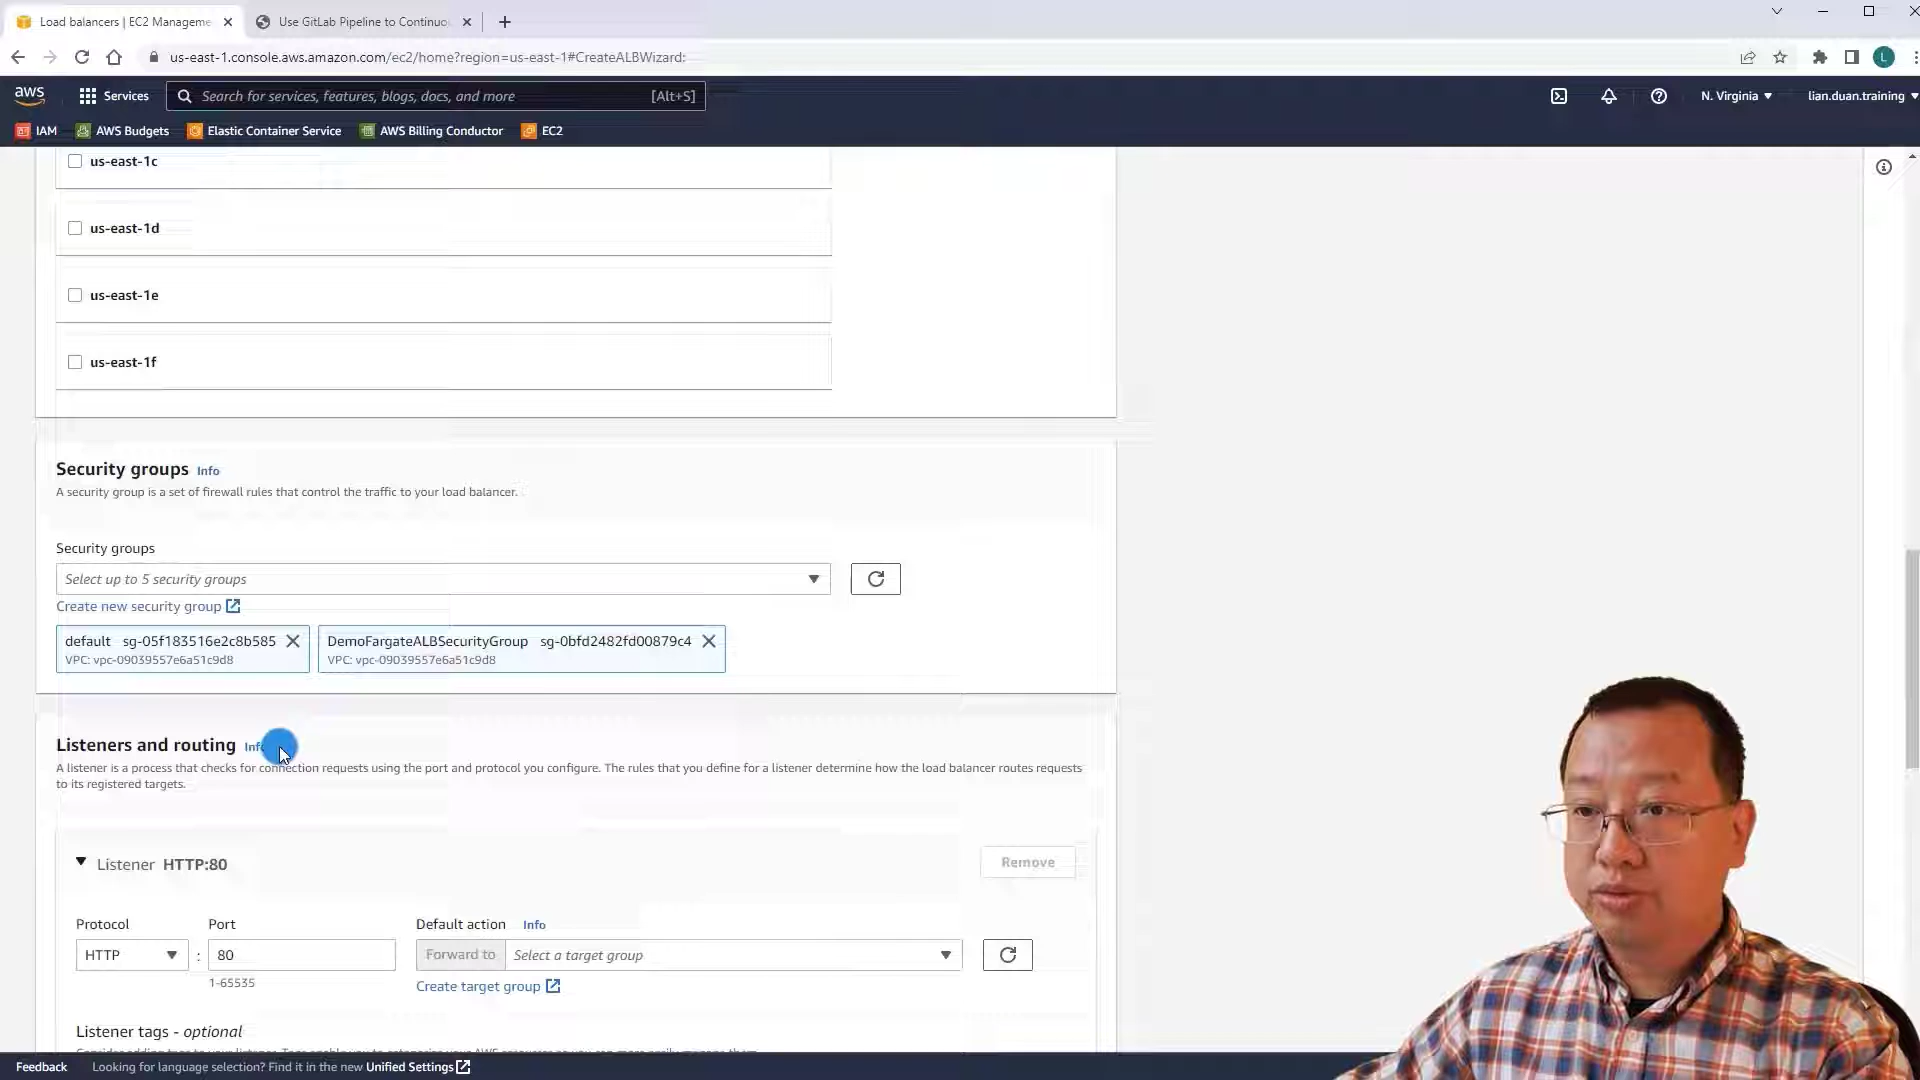 Load balancers | EC2 Manageme
Use GitLab Pipeline to Continuo
us-east-1.console.aws.amazon.com/ec2/home?region=us-east-1#CreateALBWizard:
L
aws
Services
Search for services, features, blogs, docs, and more [Alt+S]
N. Virginia
lian.duan.training
IAM
AWS Budgets
Elastic Container Service
AWS Billing Conductor
EC2
us-east-1c
us-east-1d
us-east-1e
us-east-1f
Security groups Info
A security group is a set of firewall rules that control the traffic to your load balancer.
Security groups
Select up to 5 security groups
Create new security group
default sg-05f183516e2c8b585
VPC: vpc-09039557e6a51c9d8
DemoFargateALBSecurityGroup sg-0bfd2482fd00879c4
VPC: vpc-09039557e6a51c9d8
Listeners and routing Info
A listener is a process that checks for connection requests using the port and protocol you configure. The rules that you define for a listener determine how the load balancer routes requests
to its registered targets.
Listener HTTP:80
Remove
Protocol
Port
Default action Info
HTTP
:
80
Forward to
Select a target group
1-65535
Create target group
Listener tags - optional
Feedback
Looking for language selection? Find it in the new Unified Settings